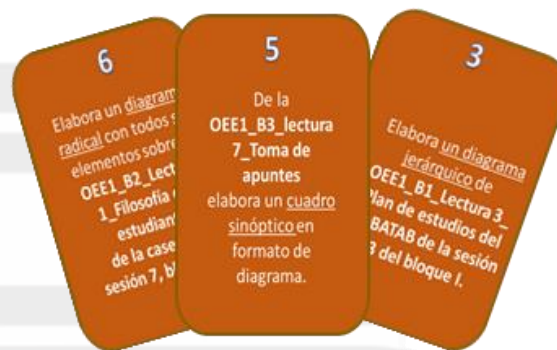 6
Elabora un diagram
radical con todos s
elementos sobre
OEE1_B2_Lect
1_Filosofía
estudian
de la case
sesión 7, bl
5
De la
OEE1_B3_lectura
7_Toma de
apuntes
elabora un cuadro
sinóptico en
formato de
diagrama.
3
Elabora un diagrama
jerárquico de
OEE1_B1_Lectura 3_
Plan de estudios del
BATAB de la sesión
3 del bloque I.